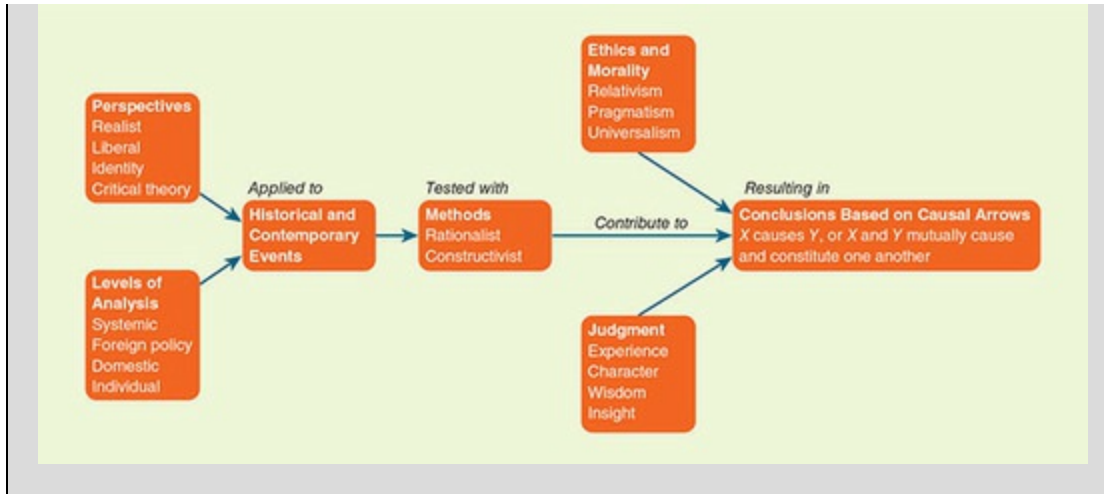 Perspectives
Realist
Liberal
Identity
Critical theory
Levels of
Analysis
Systemic
Foreign policy
Domestic
Individual
Applied to
Historical and
Contemporary
Events
Tested with
Methods
Rationalist
Constructivist
Contribute to
Ethics and
Morality
Relativism
Pragmatism
Universalism
Judgment
Experience
Character
Wisdom
Insight
Resulting in
Conclusions Based on Causal Arrows
X causes Y, or X and Y mutually cause
and constitute one another